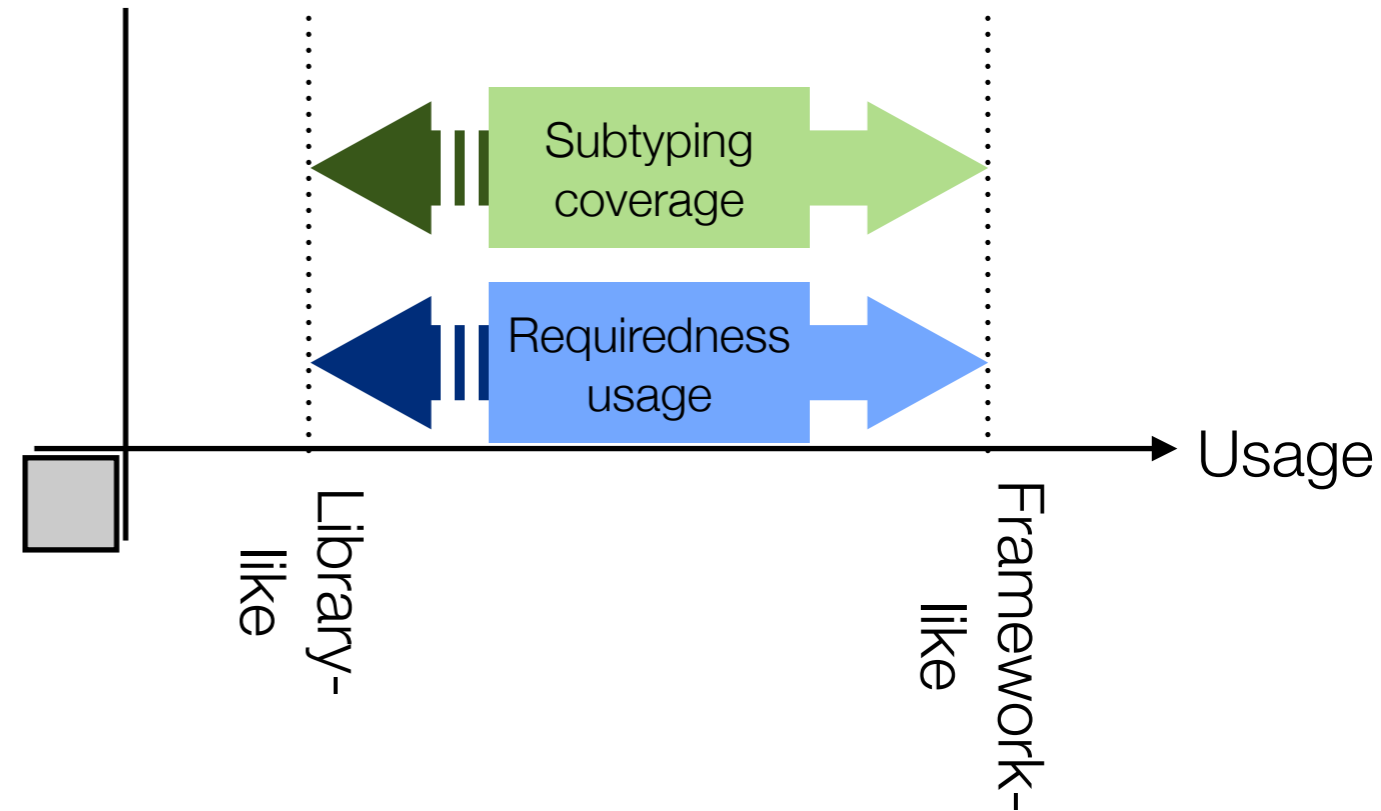 Subtyping
coverage
Requiredness
usage
Usage
Library-
like
Framework-
like